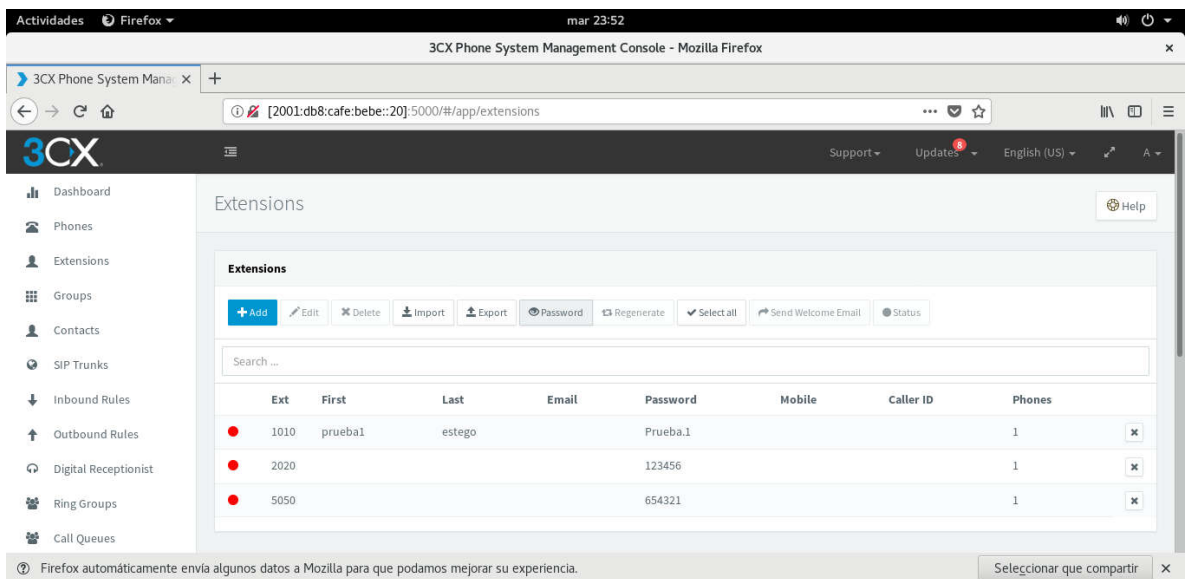 Actividades Firefox mar 23:52
3CX Phone System Management Console - Mozilla Firefox
3CX Phone System Mana
[2001:db8:cafe:bebe::20]:5000/#/app/extensions
3CX Support Updates 8 English (US) A
Dashboard
Phones
Extensions
Groups
Contacts
SIP Trunks
Inbound Rules
Outbound Rules
Digital Receptionist
Ring Groups
Call Queues
Extensions Help
Extensions
Add Edit Delete Import Export Password Regenerate Select all Send Welcome Email Status
Search ...
Ext First Last Email Password Mobile Caller ID Phones
1010 prueba1 estego Prueba.1 1
2020 123456 1
5050 654321 1
Firefox automáticamente envía algunos datos a Mozilla para que podamos mejorar su experiencia. Seleccionar que compartir